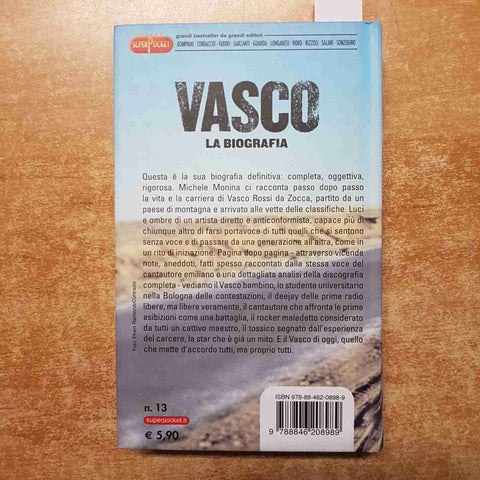 SUPERPOCKET
grandi bestseller da grandi editori
BOMPIANI · CORBACCIO · FABBRI · GARZANTI · GUANDA · LONGANESI · NORD · RIZZOLI · SALANI · SONZOGNO
VASCO
LA BIOGRAFIA
Questa è la sua biografia definitiva: completa, oggettiva,
rigorosa. Michele Monina ci racconta passo dopo passo
la vita e la carriera di Vasco Rossi da Zocca, partito da un
paese di montagna e arrivato alle vette delle classifiche. Luci
e ombre di un artista diretto e anticonformista, capace più di
chiunque altro di farsi portavoce di tutti quelli che si sentono
senza voce e di passare da una generazione all'altra, come in
un rito di iniziazione. Pagina dopo pagina - attraverso vicende
note, aneddoti, fatti spesso raccontati dalla stessa voce del
cantautore emiliano è una dettagliata analisi della discografia
completa - vediamo il Vasco bambino, lo studente universitario
nella Bologna delle contestazioni, il deejay delle prime radio
libere, ma libere veramente, il cantautore che affronta le prime
esibizioni come una battaglia, il rocker maledetto considerato
da tutti un cattivo maestro, il tossico segnato dall'esperienza
del carcere, la star che è già un mito. E il Vasco di oggi, quello
che mette d'accordo tutti, ma proprio tutti.
Foto: Efrem Raimondi/Contrasto
n. 13
superpocket.it
€ 5,90
ISBN 978-88-462-0898-9
9 788846 208989